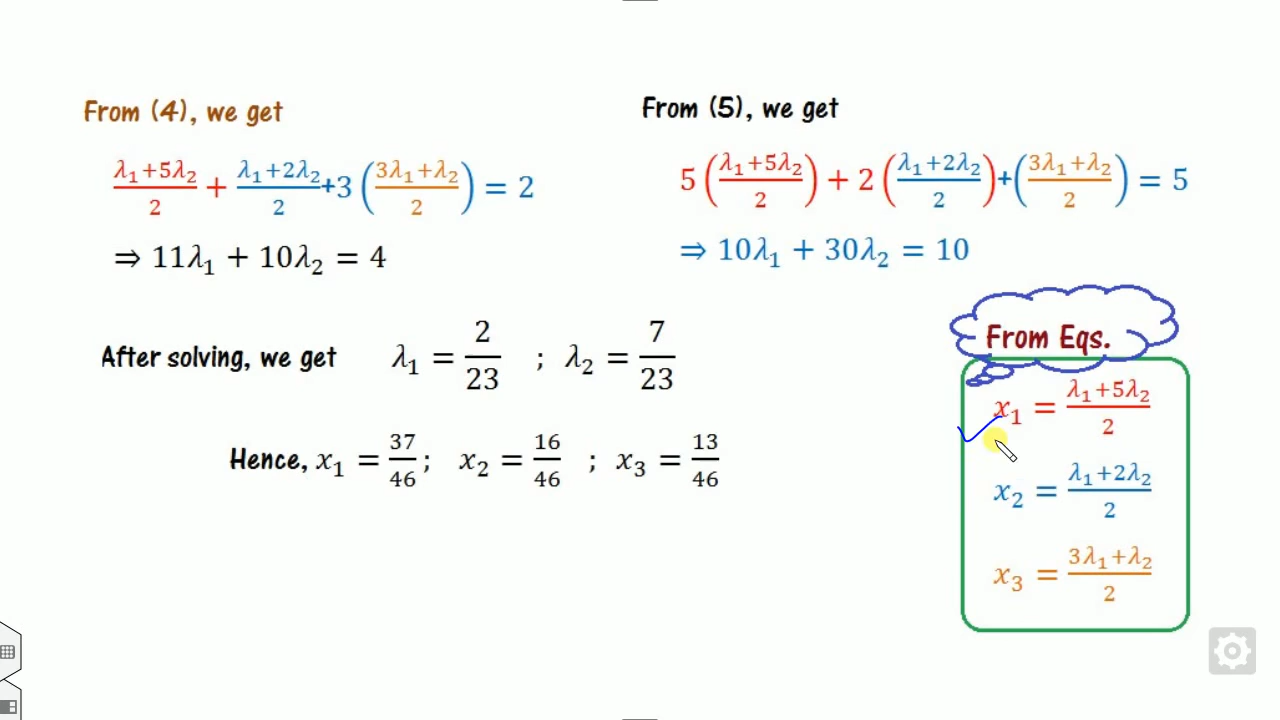 From (4), we get
(λ₁+5λ₂)/2 + (λ₁+2λ₂)/2 +3 ((3λ₁+λ₂)/2) = 2
⇒ 11λ₁ + 10λ₂ = 4
From (5), we get
5 ((λ₁+5λ₂)/2) + 2 ((λ₁+2λ₂)/2) + ((3λ₁+λ₂)/2) = 5
⇒ 10λ₁ + 30λ₂ = 10
After solving, we get λ₁ = 2/23 ; λ₂ = 7/23
Hence, x₁ = 37/46 ; x₂ = 16/46 ; x₃ = 13/46
From Eqs.
x₁ = (λ₁+5λ₂)/2
x₂ = (λ₁+2λ₂)/2
x₃ = (3λ₁+λ₂)/2